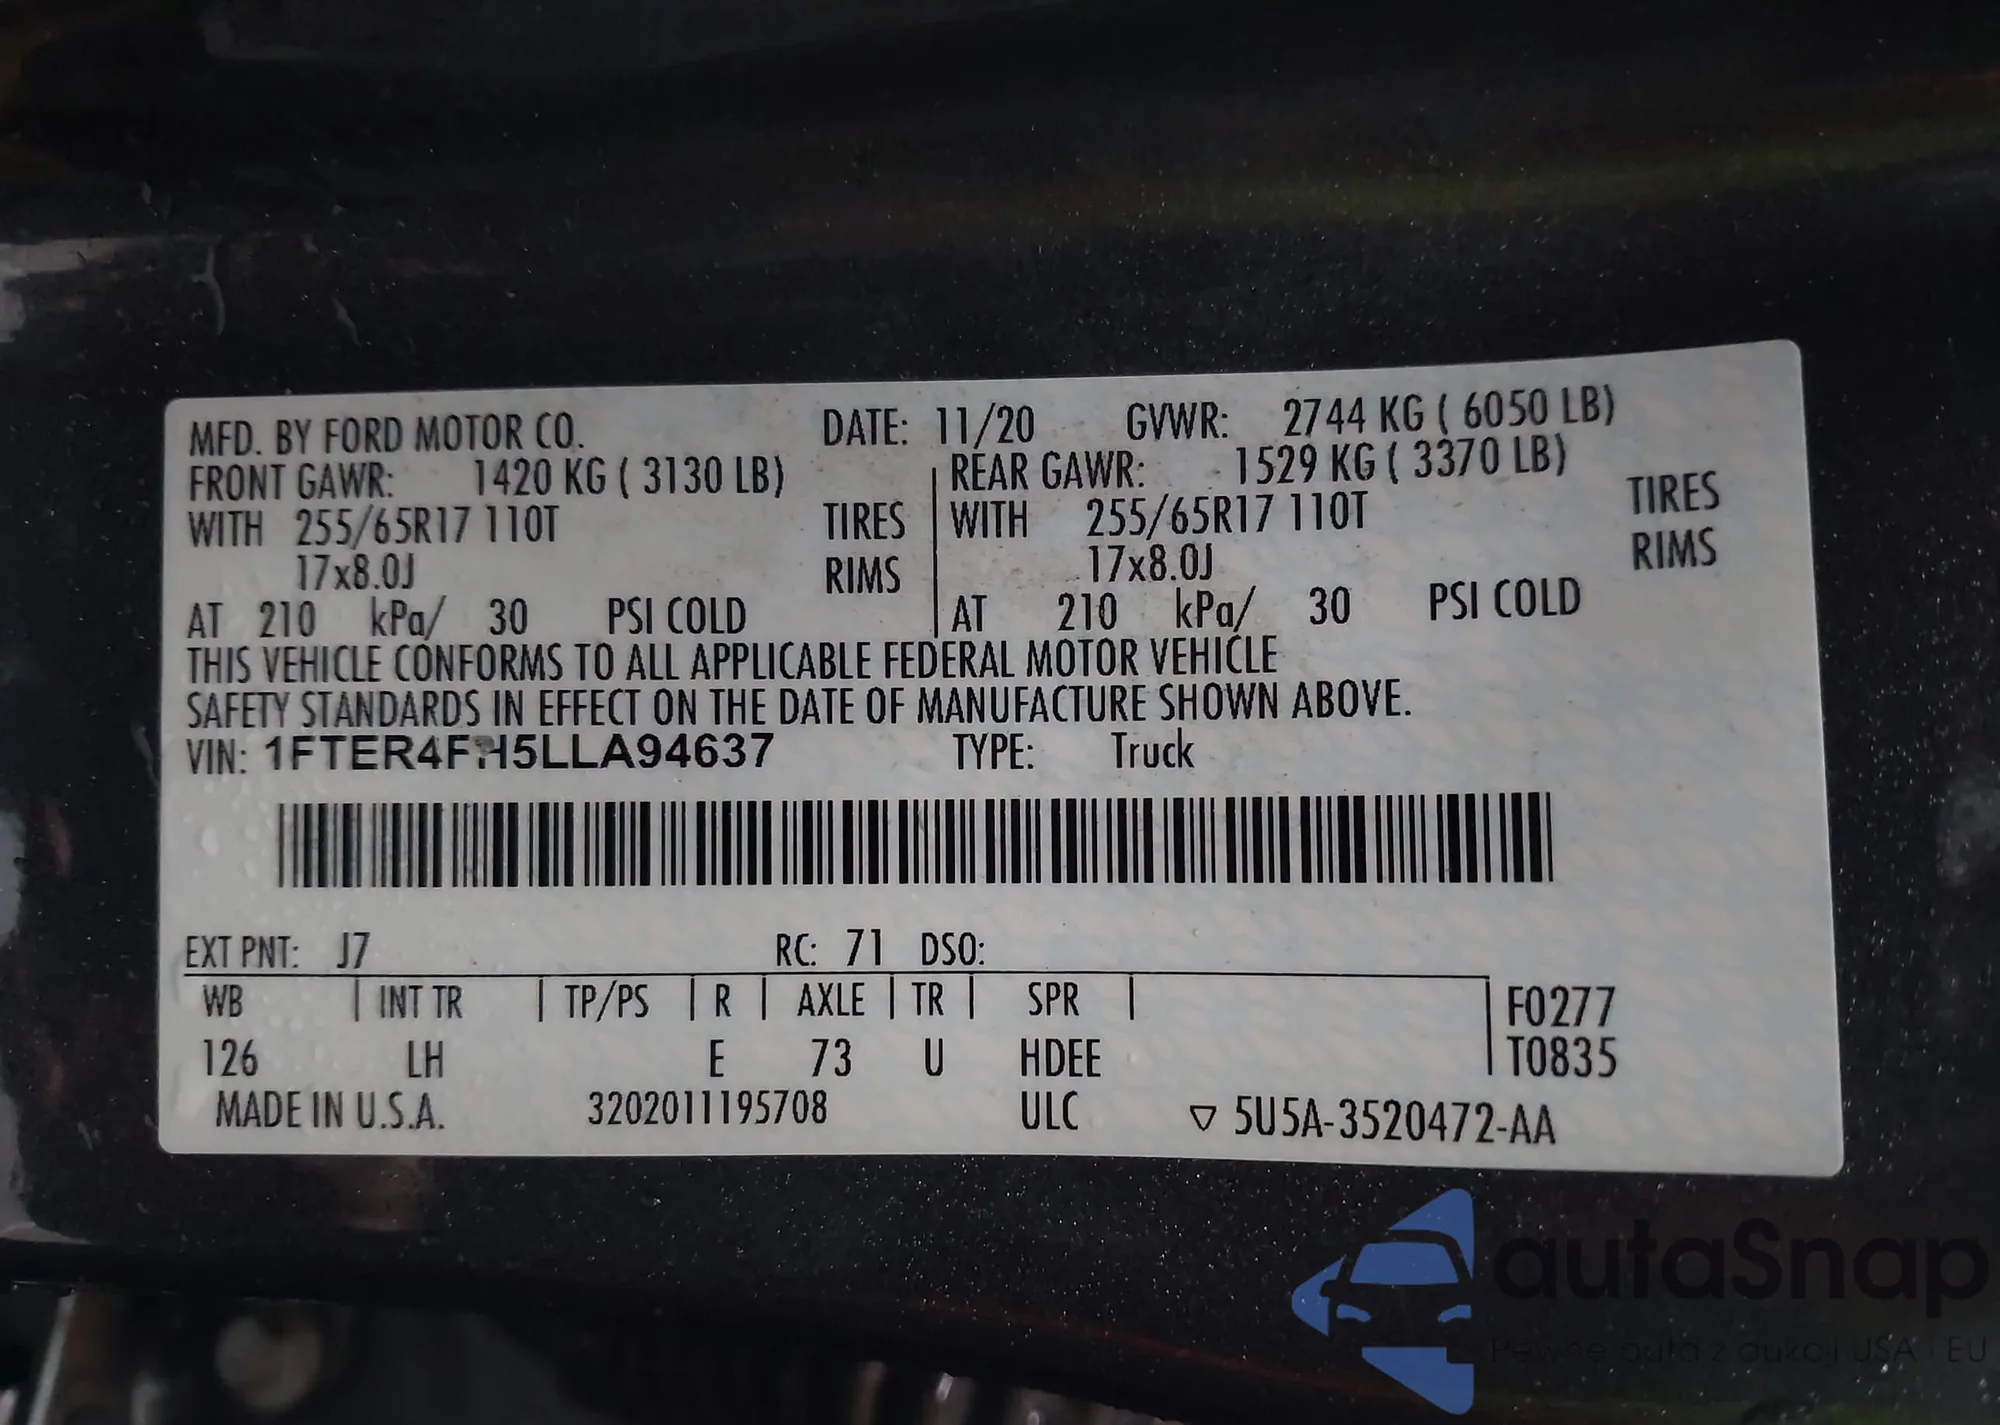 MFD. BY FORD MOTOR CO. DATE: 11/20 GVWR: 2744 KG ( 6050 LB)
FRONT GAWR: 1420 KG ( 3130 LB) REAR GAWR: 1529 KG ( 3370 LB)
WITH 255/65R17 110T TIRES WITH 255/65R17 110T TIRES
17x8.0J RIMS 17x8.0J RIMS
AT 210 kPa/ 30 PSI COLD AT 210 kPa/ 30 PSI COLD
THIS VEHICLE CONFORMS TO ALL APPLICABLE FEDERAL MOTOR VEHICLE
SAFETY STANDARDS IN EFFECT ON THE DATE OF MANUFACTURE SHOWN ABOVE.
VIN: 1FTER4FH5LLA94637 TYPE: Truck
EXT PNT: J7 RC: 71 DSO:
WB | INT TR | TP/PS | R | AXLE | TR | SPR | F0277
126 LH E 73 U HDEE T0835
MADE IN U.S.A. 3202011195708 ULC ▽ 5U5A-3520472-AA
autaSnap
Pewne auta z aukcji USA i EU